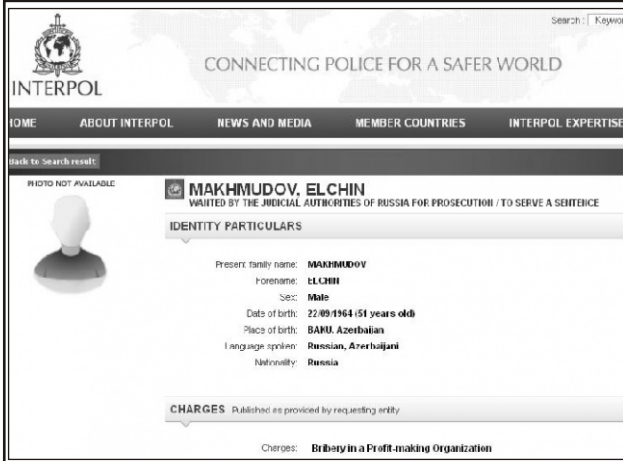 Search : Keywor
INTERPOL
CONNECTING POLICE FOR A SAFER WORLD
HOME ABOUT INTERPOL NEWS AND MEDIA MEMBER COUNTRIES INTERPOL EXPERTISE
Back to Search result
PHOTO NOT AVAILABLE
MAKHMUDOV, ELCHIN
WANTED BY THE JUDICIAL AUTHORITIES OF RUSSIA FOR PROSECUTION / TO SERVE A SENTENCE
IDENTITY PARTICULARS
Present family name: MAKHMUDOV
Forename: ELCHIN
Sex: Male
Date of birth: 22/09/1964 (51 years old)
Place of birth: BAKU, Azerbaijan
Language spoken: Russian, Azerbaijani
Nationality: Russia
CHARGES Published as provided by requesting entity
Charges: Bribery in a Profit-making Organization